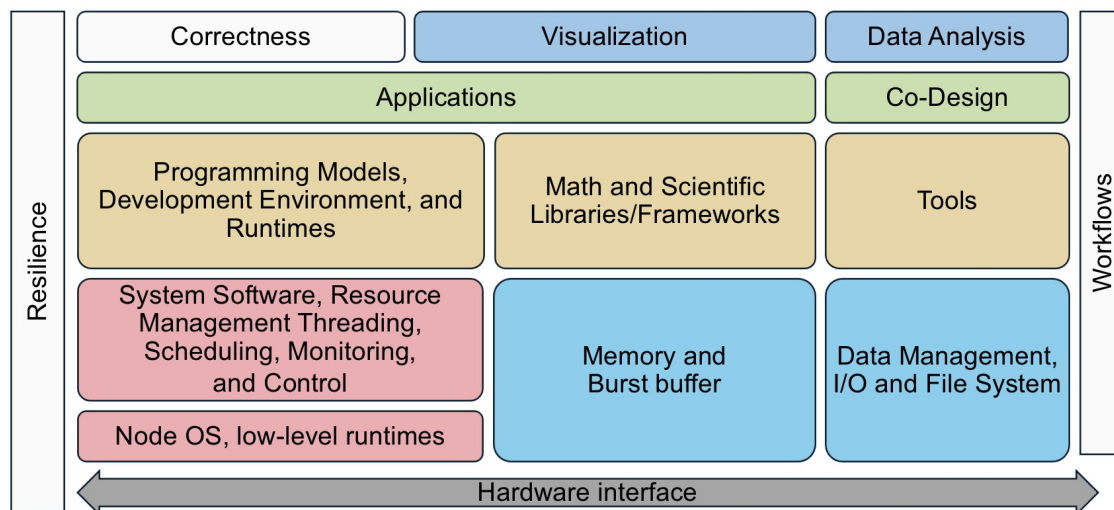 Resilience
Correctness
Visualization
Data Analysis
Applications
Co-Design
Programming Models,
Development Environment, and
Runtimes
Math and Scientific
Libraries/Frameworks
Tools
System Software, Resource
Management Threading,
Scheduling, Monitoring,
and Control
Memory and
Burst buffer
Data Management,
I/O and File System
Node OS, low-level runtimes
Hardware interface
Workflows